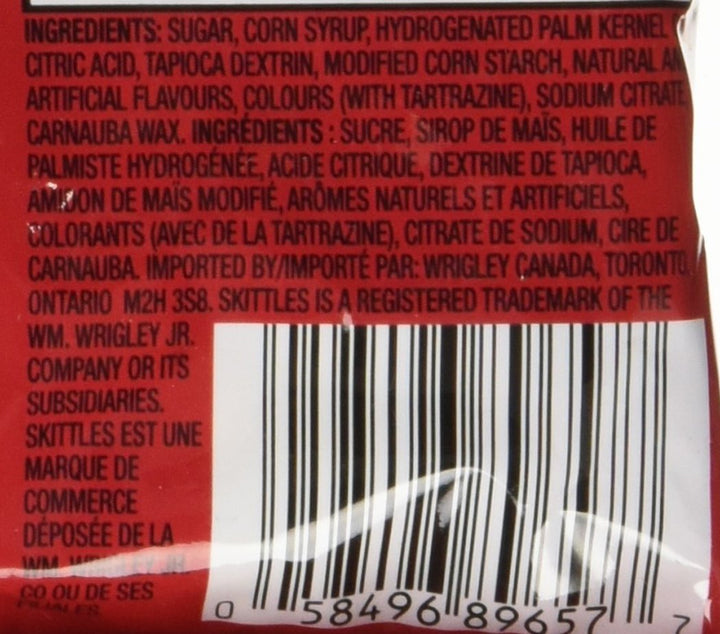 INGREDIENTS: SUGAR, CORN SYRUP, HYDROGENATED PALM KERNEL
CITRIC ACID, TAPIOCA DEXTRIN, MODIFIED CORN STARCH, NATURAL AN
ARTIFICIAL FLAVOURS, COLOURS (WITH TARTRAZINE), SODIUM CITRATE
CARNAUBA WAX. INGRÉDIENTS : SUCRE, SIROP DE MAÏS, HUILE DE
PALMISTE HYDROGÉNÉE, ACIDE CITRIQUE, DEXTRINE DE TAPIOCA,
AMIDON DE MAÏS MODIFIÉ, ARÔMES NATURELS ET ARTIFICIELS,
COLORANTS (AVEC DE LA TARTRAZINE), CITRATE DE SODIUM, CIRE DE
CARNAUBA. IMPORTED BY/IMPORTÉ PAR: WRIGLEY CANADA, TORONTO,
ONTARIO M2H 3S8. SKITTLES IS A REGISTERED TRADEMARK OF THE
WM. WRIGLEY JR.
COMPANY OR ITS
SUBSIDIARIES.
SKITTLES EST UNE
MARQUE DE
COMMERCE
DÉPOSÉE DE LA
WM. WRIGLEY JR.
CO OU DE SES
0 58496 89657 7